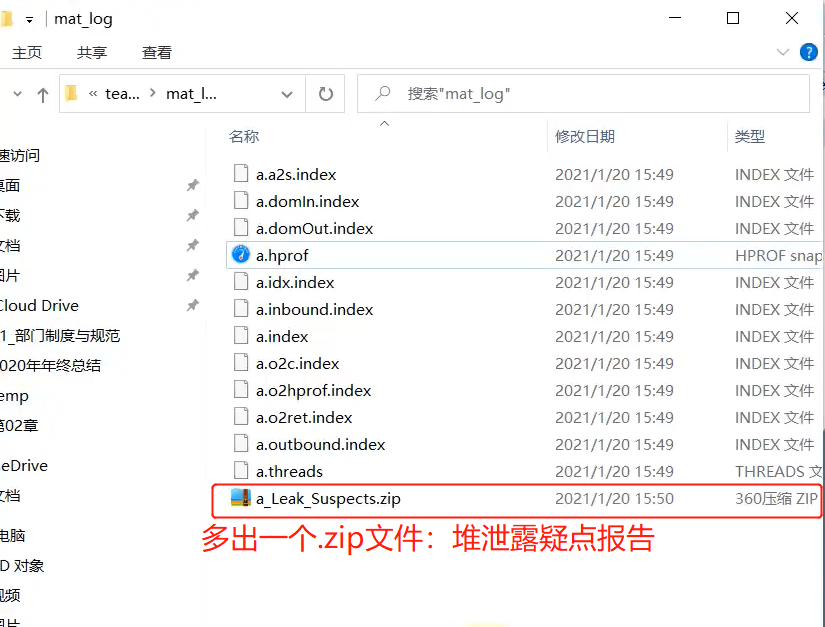 mat_log
主页 共享 查看
« tea... > mat_l... 搜索"mat_log"
名称 修改日期 类型
速访问
桌面
下载
文档
图片
Cloud Drive
1_部门制度与规范
020年年终总结
emp
第02章
eDrive
文档
电脑
D 对象
视频
图片
a.a2s.index 2021/1/20 15:49 INDEX 文件
a.domIn.index 2021/1/20 15:49 INDEX 文件
a.domOut.index 2021/1/20 15:49 INDEX 文件
a.hprof 2021/1/20 15:49 HPROF snap
a.idx.index 2021/1/20 15:49 INDEX 文件
a.inbound.index 2021/1/20 15:49 INDEX 文件
a.index 2021/1/20 15:49 INDEX 文件
a.o2c.index 2021/1/20 15:49 INDEX 文件
a.o2hprof.index 2021/1/20 15:49 INDEX 文件
a.o2ret.index 2021/1/20 15:49 INDEX 文件
a.outbound.index 2021/1/20 15:49 INDEX 文件
a.threads 2021/1/20 15:49 THREADS 文
a_Leak_Suspects.zip 2021/1/20 15:50 360压缩 ZIP
多出一个.zip文件：堆泄露疑点报告